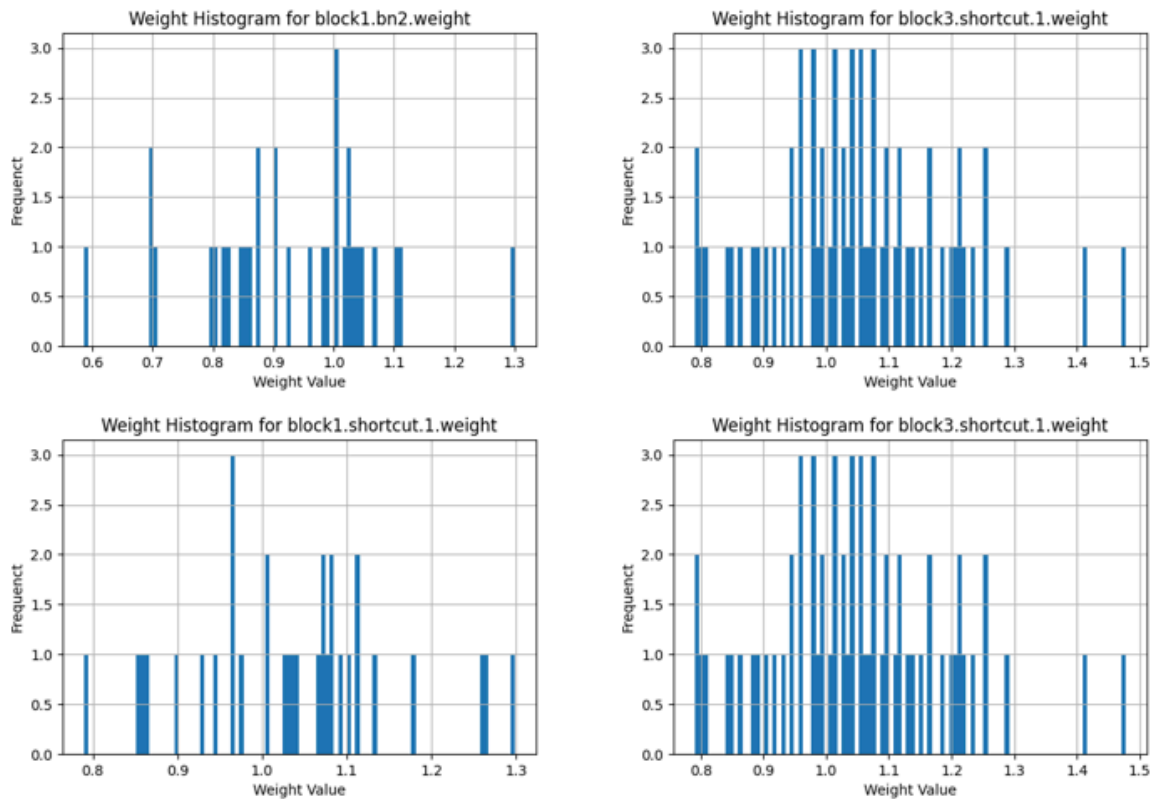 Weight Histogram for block1.bn2.weight
3.0
2.5
2.0
1.5
1.0
0.5
0.0
Frequenct
0.6 0.7 0.8 0.9 1.0 1.1 1.2 1.3
Weight Value
Weight Histogram for block3.shortcut.1.weight
3.0
2.5
2.0
1.5
1.0
0.5
0.0
Frequenct
0.8 0.9 1.0 1.1 1.2 1.3 1.4 1.5
Weight Value
Weight Histogram for block1.shortcut.1.weight
3.0
2.5
2.0
1.5
1.0
0.5
0.0
Frequenct
0.8 0.9 1.0 1.1 1.2 1.3
Weight Value
Weight Histogram for block3.shortcut.1.weight
3.0
2.5
2.0
1.5
1.0
0.5
0.0
Frequenct
0.8 0.9 1.0 1.1 1.2 1.3 1.4 1.5
Weight Value